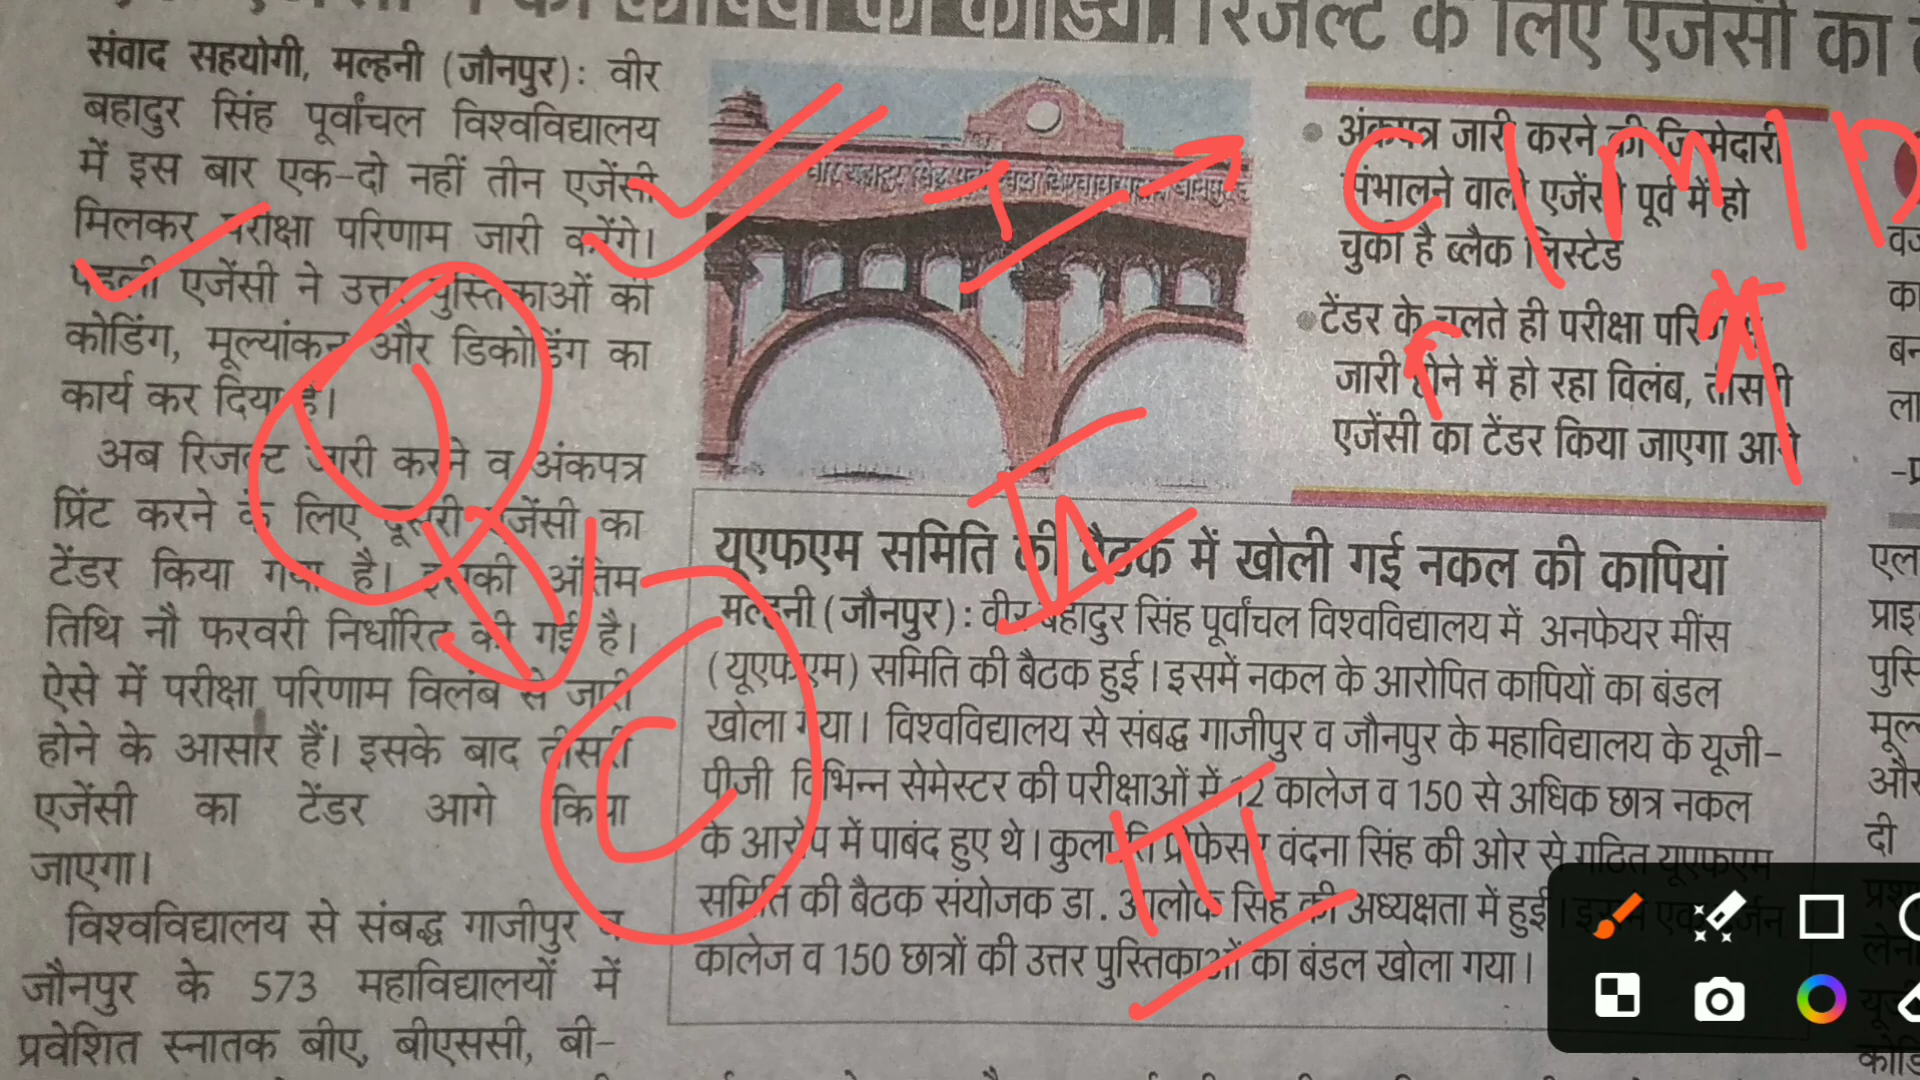 रिजल्ट के लिए एजेंसी का
संवाद सहयोगी, मल्हनी (जौनपुर): वीर
बहादुर सिंह पूर्वांचल विश्वविद्यालय
में इस बार एक-दो नहीं तीन एजेंसी
मिलकर परीक्षा परिणाम जारी करेंगे।
पहली एजेंसी ने उत्तर पुस्तिकाओं की
कोडिंग, मूल्यांकन और डिकोडिंग का
कार्य कर दिया है।
अब रिजल्ट जारी करने व अंकपत्र
प्रिंट करने के लिए दूसरी एजेंसी का
टेंडर किया गया है। इसकी अंतिम
तिथि नौ फरवरी निर्धारित की गई है।
ऐसे में परीक्षा परिणाम विलंब से जारी
होने के आसार हैं। इसके बाद तीसरी
एजेंसी का टेंडर आगे किया
जाएगा।
विश्वविद्यालय से संबद्ध गाजीपुर व
जौनपुर के 573 महाविद्यालयों में
प्रवेशित स्नातक बीए, बीएससी, बी-
अंकपत्र जारी करने की जिम्मेदारी
संभालने वाली एजेंसी पूर्व में हो
चुकी है ब्लैक लिस्टेड
टेंडर के चलते ही परीक्षा परिणाम
जारी होने में हो रहा विलंब, तीसरी
एजेंसी का टेंडर किया जाएगा आगे
यूएफएम समिति की बैठक में खोली गई नकल की कापियां
मल्हनी (जौनपुर): वीर बहादुर सिंह पूर्वांचल विश्वविद्यालय में अनफेयर मींस
(यूएफएम) समिति की बैठक हुई। इसमें नकल के आरोपित कापियों का बंडल
खोला गया। विश्वविद्यालय से संबद्ध गाजीपुर व जौनपुर के महाविद्यालय के यूजी-
पीजी विभिन्न सेमेस्टर की परीक्षाओं में 12 कालेज व 150 से अधिक छात्र नकल
के आरोप में पाबंद हुए थे। कुलपति प्रोफेसर वंदना सिंह की ओर से गठित यूएफएम
समिति की बैठक संयोजक डा. आलोक सिंह की अध्यक्षता में हुई। इसमें एक दर्जन
कालेज व 150 छात्रों की उत्तर पुस्तिकाओं का बंडल खोला गया।